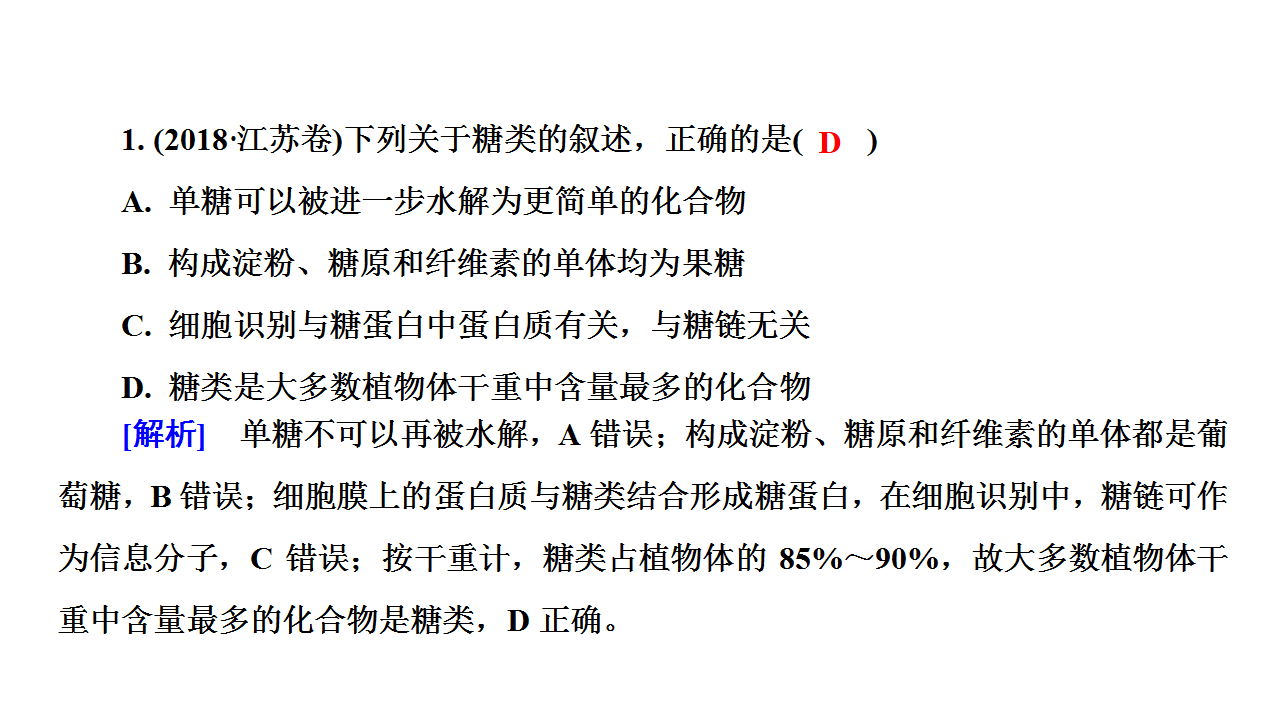 1. (2018·江苏卷)下列关于糖类的叙述，正确的是( D )
A. 单糖可以被进一步水解为更简单的化合物
B. 构成淀粉、糖原和纤维素的单体均为果糖
C. 细胞识别与糖蛋白中蛋白质有关，与糖链无关
D. 糖类是大多数植物体干重中含量最多的化合物
[解析] 单糖不可以再被水解，A 错误；构成淀粉、糖原和纤维素的单体都是葡
萄糖，B 错误；细胞膜上的蛋白质与糖类结合形成糖蛋白，在细胞识别中，糖链可作
为信息分子，C 错误；按干重计，糖类占植物体的 85%～90%，故大多数植物体干
重中含量最多的化合物是糖类，D 正确。